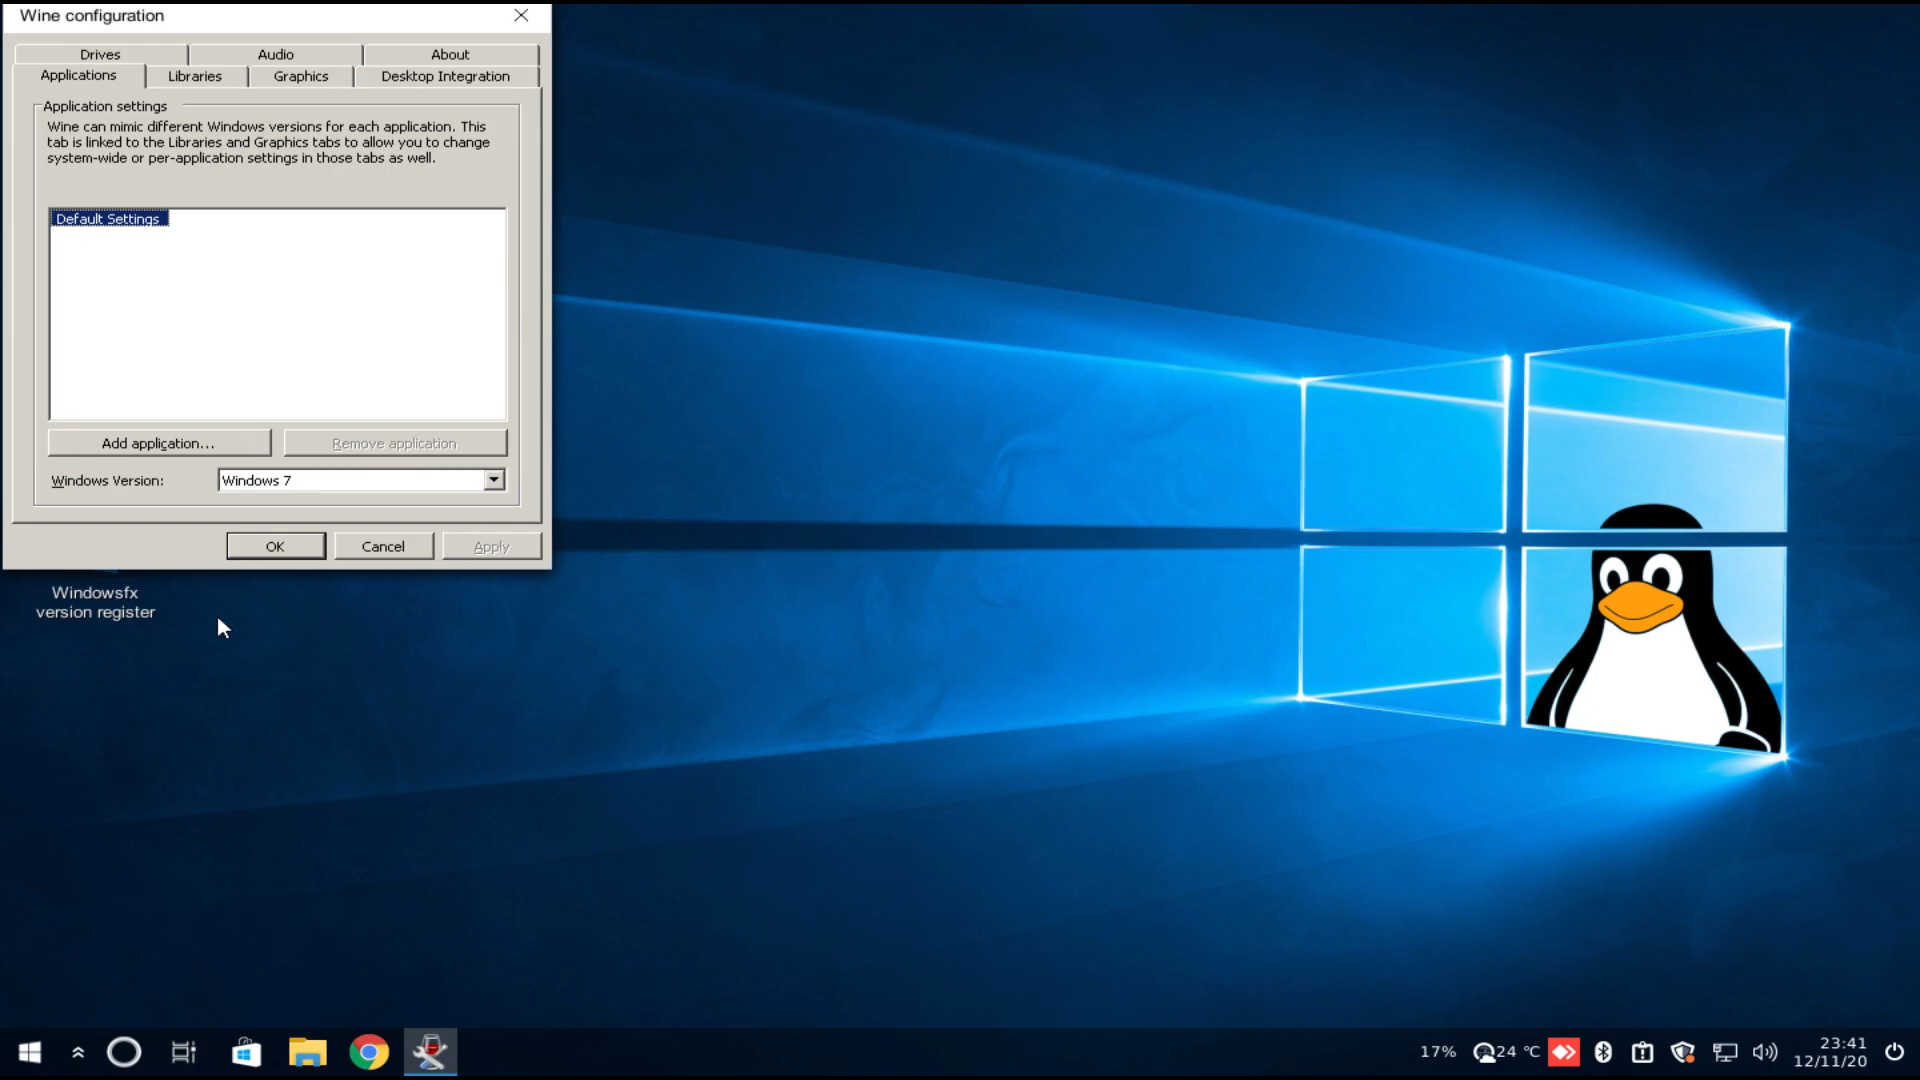 Wine configuration
Drives Audio About
Applications Libraries Graphics Desktop Integration
Application settings
Wine can mimic different Windows versions for each application. This
tab is linked to the Libraries and Graphics tabs to allow you to change
system-wide or per-application settings in those tabs as well.
Default Settings
Add application... Remove application
Windows Version: Windows 7
OK Cancel Apply
Windowsfx
version register
17% 24 °C 23:41
12/11/20